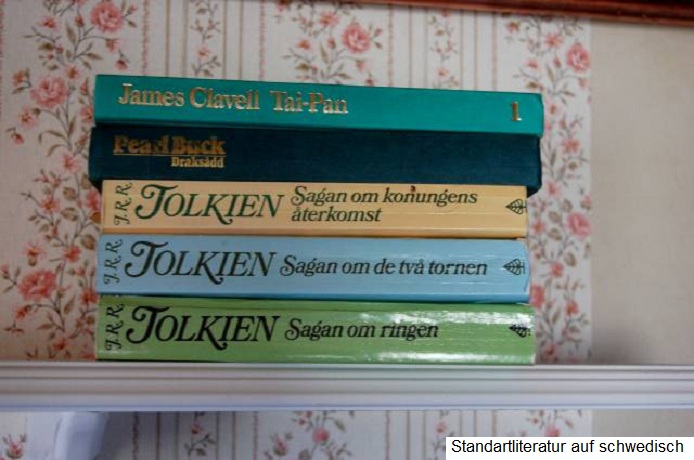 James Clavell Tai-Pan 1
Pearl Buck
Draksådd
J.R.R. TOLKIEN Sagan om konungens
återkomst
J.R.R. TOLKIEN Sagan om de två tornen
J.R.R. TOLKIEN Sagan om ringen
Standartliteratur auf schwedisch